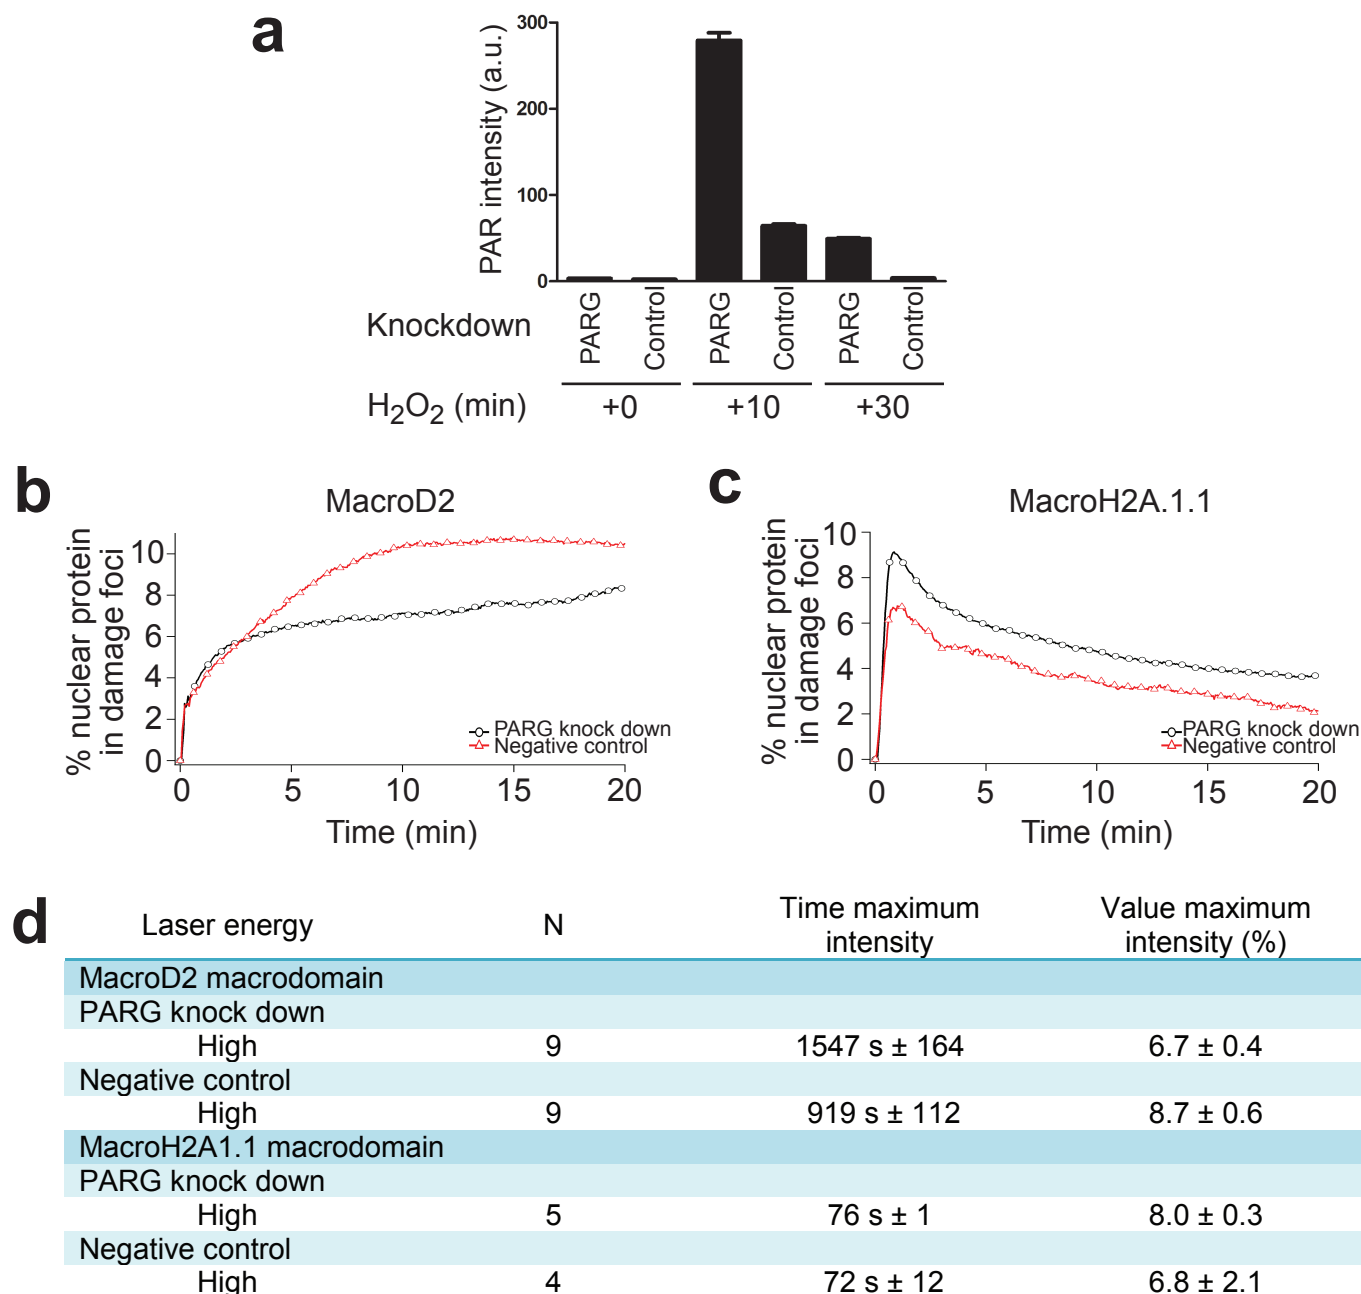 a
PAR intensity (a.u.)
300
200
100
0
Knockdown
PARG
Control
PARG
Control
PARG
Control
H2O2 (min)
+0
+10
+30
b
MacroD2
% nuclear protein
in damage foci
10
8
6
4
2
0
PARG knock down
Negative control
0 5 10 15 20
Time (min)
c
MacroH2A.1.1
% nuclear protein
in damage foci
10
8
6
4
2
0
PARG knock down
Negative control
0 5 10 15 20
Time (min)
d
Laser energy N Time maximum intensity Value maximum intensity (%)
MacroD2 macrodomain
PARG knock down
High 9 1547 s ± 164 6.7 ± 0.4
Negative control
High 9 919 s ± 112 8.7 ± 0.6
MacroH2A1.1 macrodomain
PARG knock down
High 5 76 s ± 1 8.0 ± 0.3
Negative control
High 4 72 s ± 12 6.8 ± 2.1